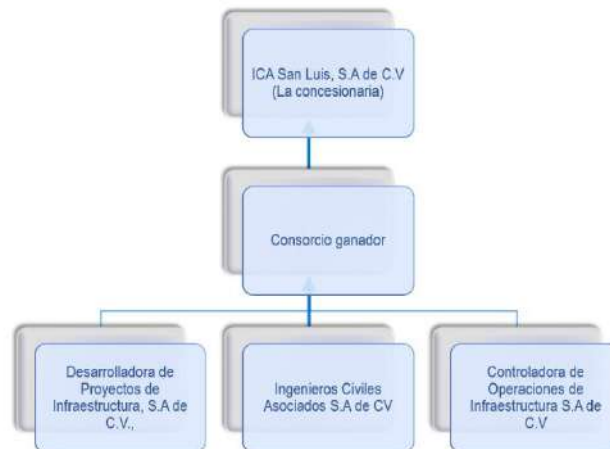 ICA San Luis, S.A de C.V
(La concesionaria)
Consorcio ganador
Desarrolladora de
Proyectos de
Infraestructura, S.A de
C.V.,
Ingenieros Civiles
Asociados S.A de CV
Controladora de
Operaciones de
Infraestructura S.A de
C.V